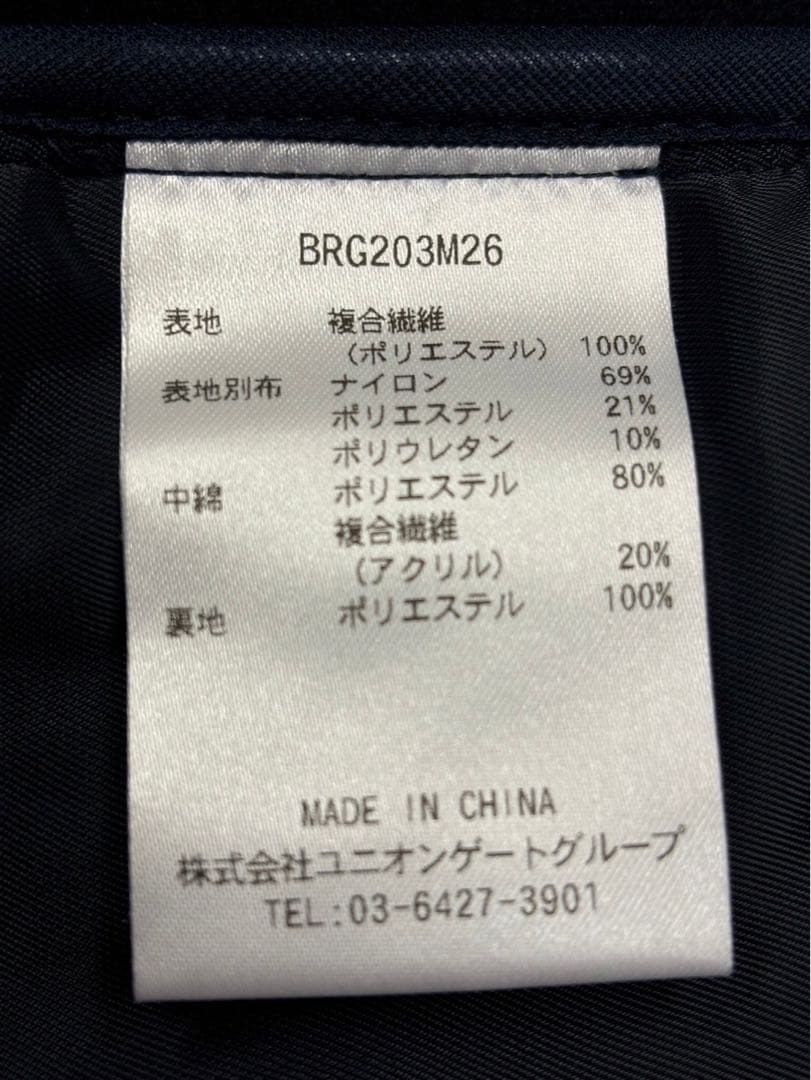 BRG203M26
表地 複合繊維
（ポリエステル） 100%
表地別布 ナイロン 69%
ポリエステル 21%
ポリウレタン 10%
中綿 ポリエステル 80%
複合繊維
（アクリル） 20%
裏地 ポリエステル 100%
MADE IN CHINA
株式会社ユニオンゲートグループ
TEL:03-6427-3901